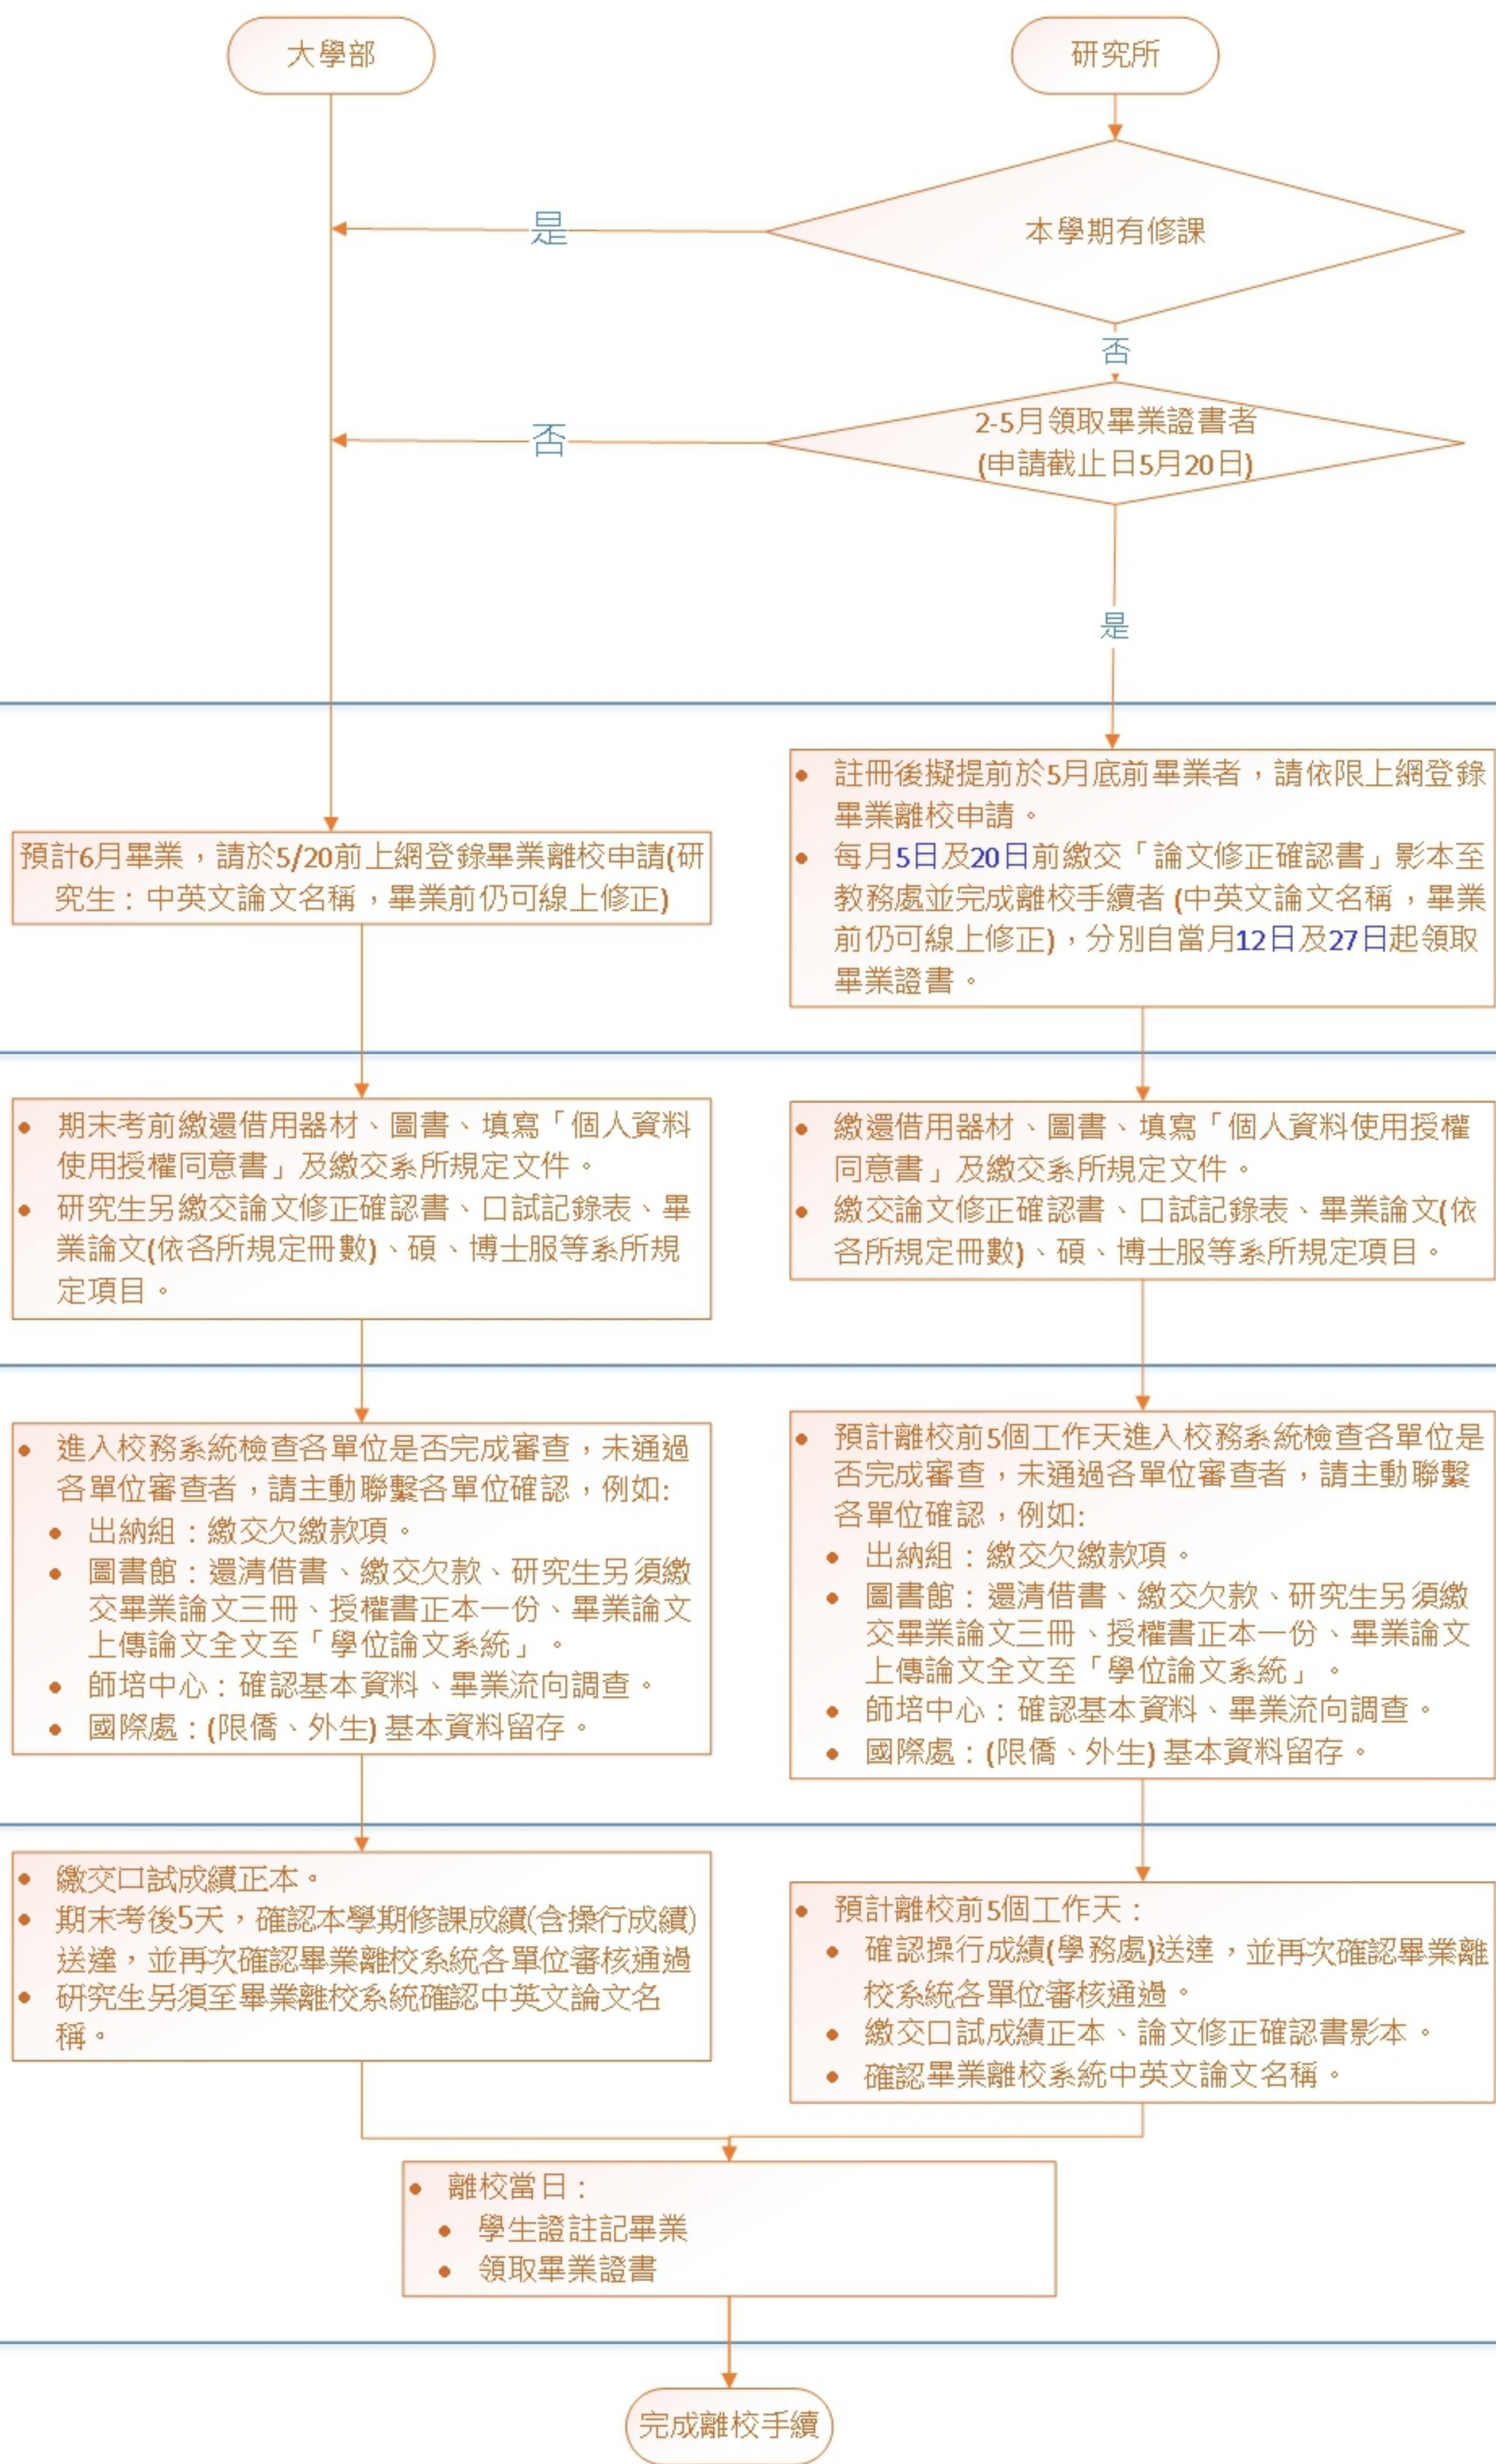 大學部
研究所
本學期有修課
是
否
2-5月領取畢業證書者
(申請截止日5月20日)
否
是
預計6月畢業，請於5/20前上網登錄畢業離校申請(研
究生：中英文論文名稱，畢業前仍可線上修正)
• 註冊後擬提前於5月底前畢業者，請依限上網登錄
畢業離校申請。
• 每月5日及20日前繳交「論文修正確認書」影本至
教務處並完成離校手續者 (中英文論文名稱，畢業
前仍可線上修正)，分別自當月12日及27日起領取
畢業證書。
• 期末考前繳還借用器材、圖書、填寫「個人資料
使用授權同意書」及繳交系所規定文件。
• 研究生另繳交論文修正確認書、口試記錄表、畢
業論文(依各所規定冊數)、碩、博士服等系所規
定項目。
• 繳還借用器材、圖書、填寫「個人資料使用授權
同意書」及繳交系所規定文件。
• 繳交論文修正確認書、口試記錄表、畢業論文(依
各所規定冊數)、碩、博士服等系所規定項目。
• 進入校務系統檢查各單位是否完成審查，未通過
各單位審查者，請主動聯繫各單位確認，例如:
• 出納組：繳交欠繳款項。
• 圖書館：還清借書、繳交欠款、研究生另須繳
交畢業論文三冊、授權書正本一份、畢業論文
上傳論文全文至「學位論文系統」。
• 師培中心：確認基本資料、畢業流向調查。
• 國際處：(限僑、外生) 基本資料留存。
• 預計離校前5個工作天進入校務系統檢查各單位是
否完成審查，未通過各單位審查者，請主動聯繫
各單位確認，例如:
• 出納組：繳交欠繳款項。
• 圖書館：還清借書、繳交欠款、研究生另須繳
交畢業論文三冊、授權書正本一份、畢業論文
上傳論文全文至「學位論文系統」。
• 師培中心：確認基本資料、畢業流向調查。
• 國際處：(限僑、外生) 基本資料留存。
• 繳交口試成績正本。
• 期末考後5天，確認本學期修課成績(含操行成績)
送達，並再次確認畢業離校系統各單位審核通過
• 研究生另須至畢業離校系統確認中英文論文名
稱。
• 預計離校前5個工作天：
• 確認操行成績(學務處)送達，並再次確認畢業離
校系統各單位審核通過。
• 繳交口試成績正本、論文修正確認書影本。
• 確認畢業離校系統中英文論文名稱。
• 離校當日：
• 學生證註記畢業
• 領取畢業證書
完成離校手續